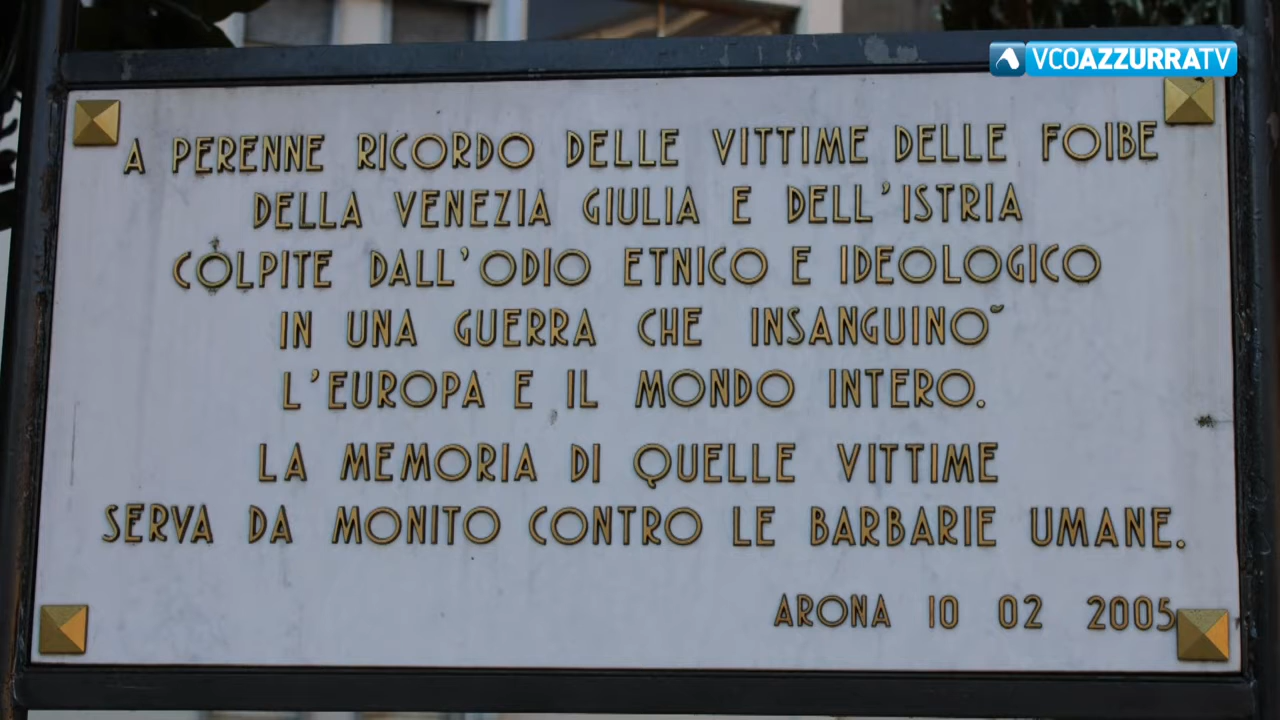 VCOAZZURRATV
A PERENNE RICORDO DELLE VITTIME DELLE FOIBE
DELLA VENEZIA GIULIA E DELL'ISTRIA
COLPITE DALL'ODIO ETNICO E IDEOLOGICO
IN UNA GUERRA CHE INSANGUINÒ
L'EUROPA E IL MONDO INTERO.
LA MEMORIA DI QUELLE VITTIME
SERVA DA MONITO CONTRO LE BARBARIE UMANE.
ARONA 10 02 2005